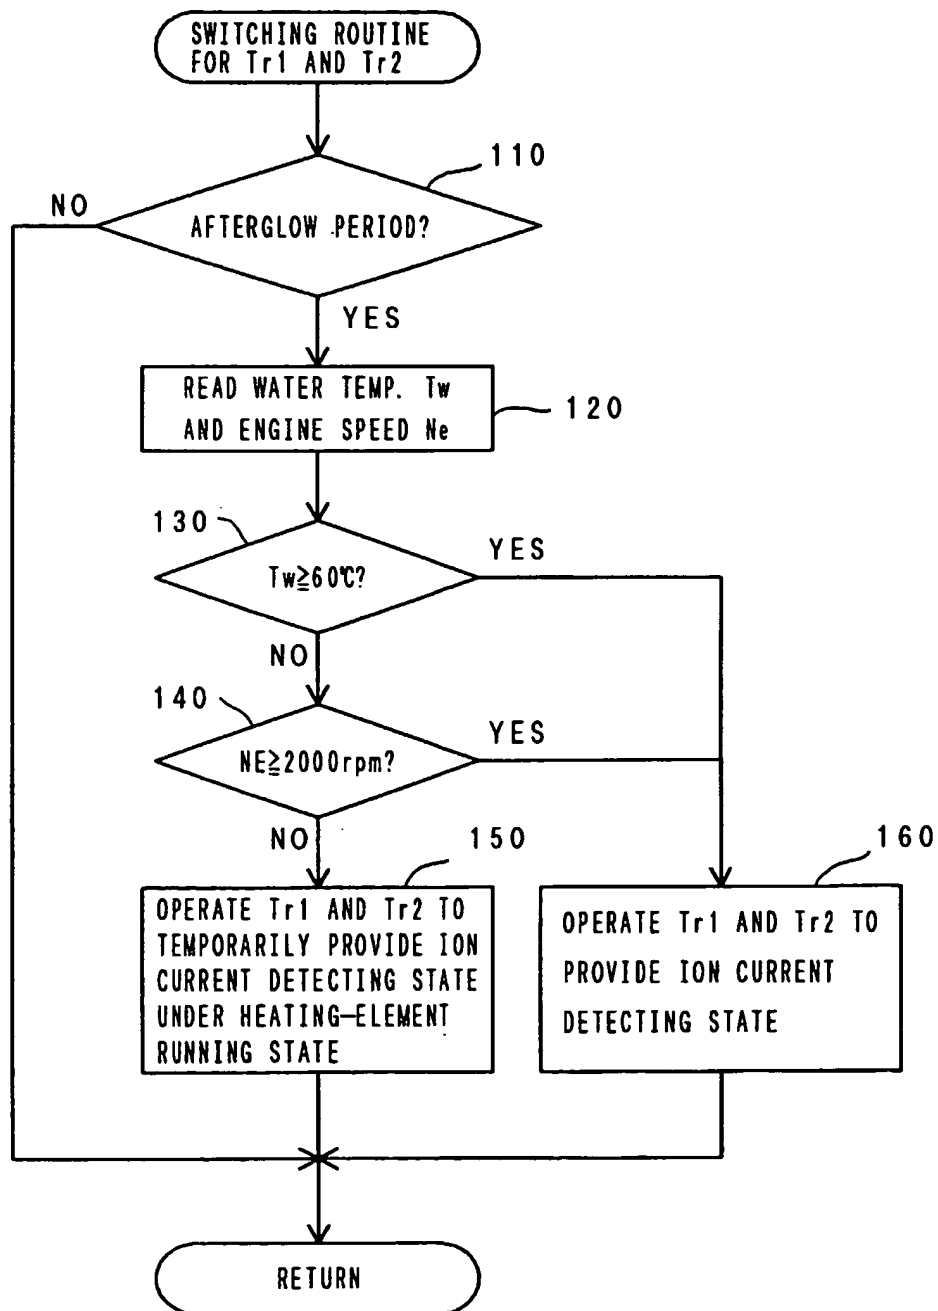 SWITCHING ROUTINE
FOR Tr1 AND Tr2
110
NO
AFTERGLOW PERIOD?
YES
READ WATER TEMP. Tw
AND ENGINE SPEED Ne
120
130
YES
Tw≧60℃?
NO
140
YES
NE≧2000rpm?
NO
150
160
OPERATE Tr1 AND Tr2 TO
TEMPORARILY PROVIDE ION
CURRENT DETECTING STATE
UNDER HEATING-ELEMENT
RUNNING STATE
OPERATE Tr1 AND Tr2 TO
PROVIDE ION CURRENT
DETECTING STATE
RETURN